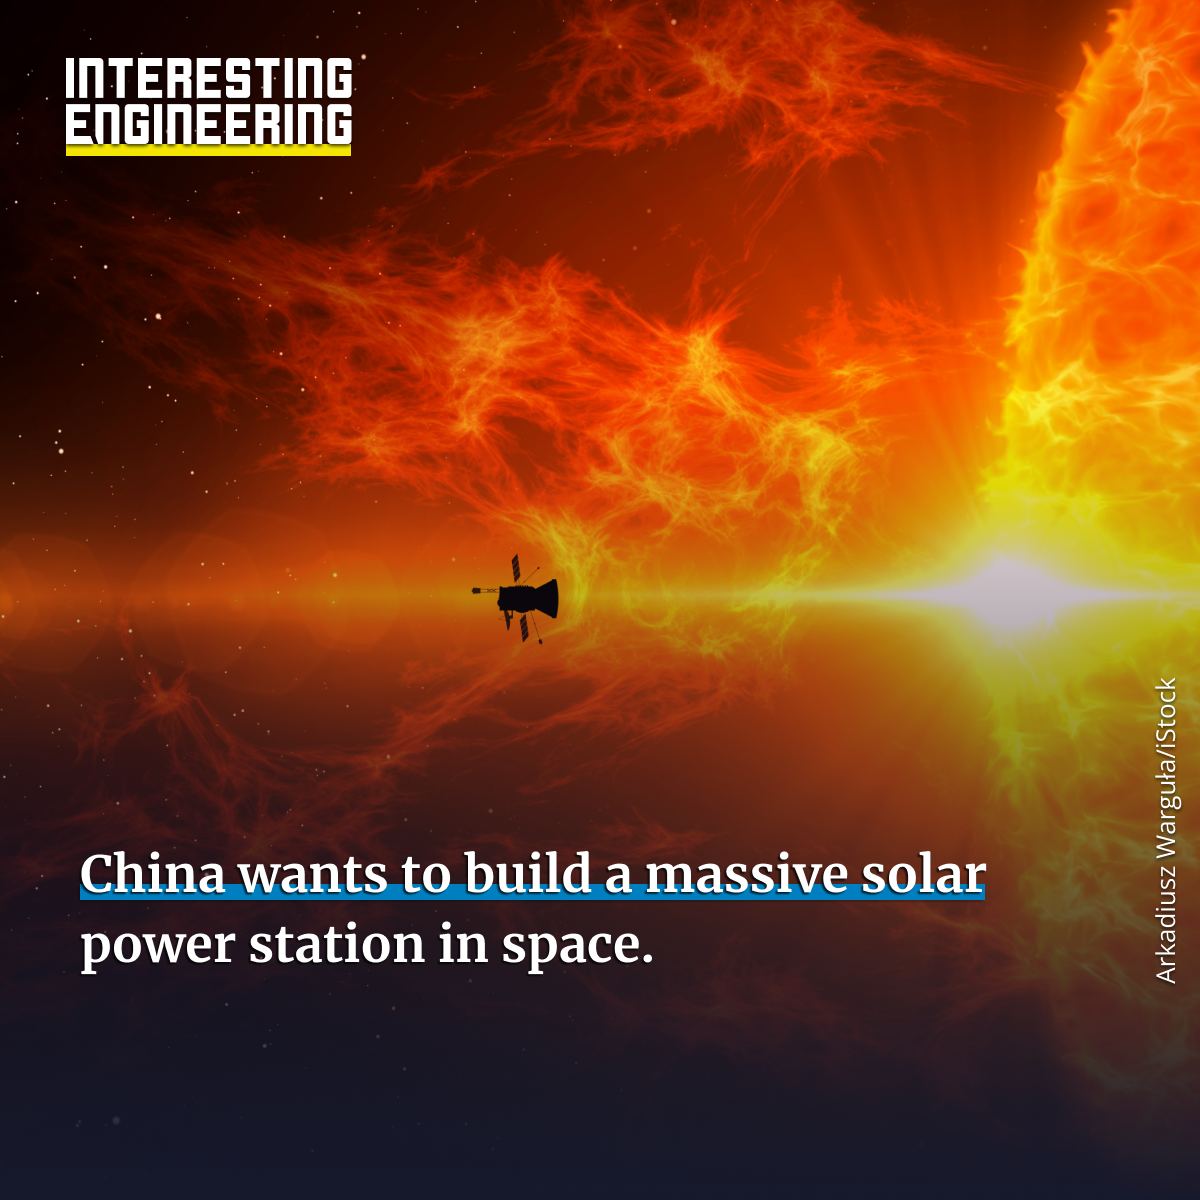 INTERESTING
ENGINEERING
China wants to build a massive solar
power station in space.
Arkadiusz Warguła/iStock